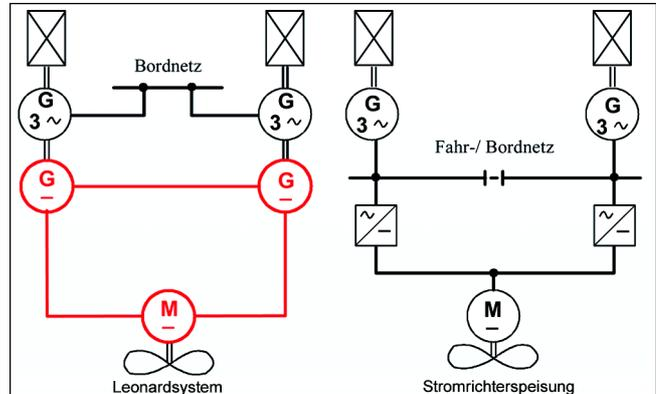 Bordnetz
G
3 ~
G
3 ~
G
3 ~
G
3 ~
Fahr-/ Bordnetz
G
–
G
–
~
–
~
–
M
–
M
–
Leonardsystem
Stromrichterspeisung